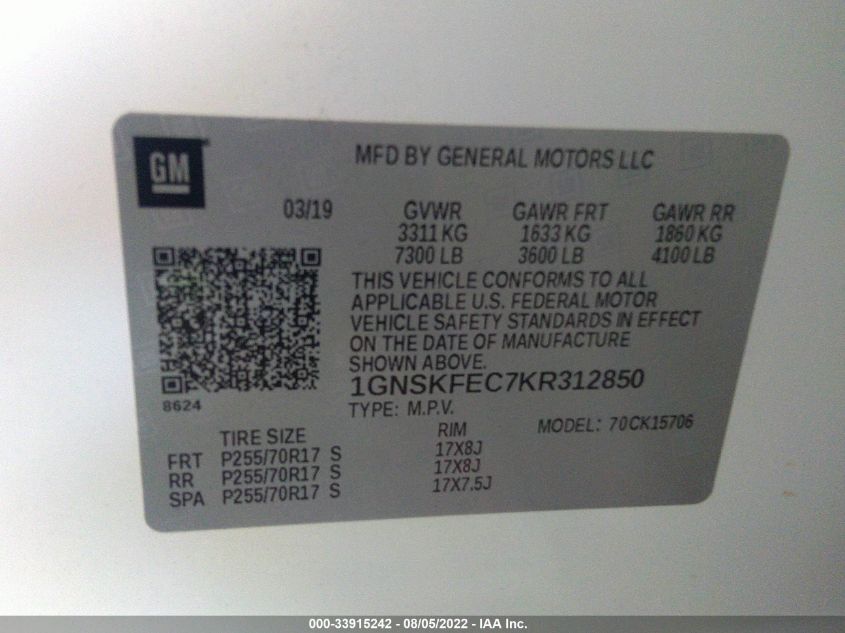 GM
MFD BY GENERAL MOTORS LLC
03/19 GVWR GAWR FRT GAWR RR
3311 KG 1633 KG 1860 KG
7300 LB 3600 LB 4100 LB
THIS VEHICLE CONFORMS TO ALL
APPLICABLE U.S. FEDERAL MOTOR
VEHICLE SAFETY STANDARDS IN EFFECT
ON THE DATE OF MANUFACTURE
SHOWN ABOVE.
1GNSKFEC7KR312850
8624
TYPE: M.P.V.
MODEL: 70CK15706
TIRE SIZE RIM
FRT P255/70R17 S 17X8J
RR P255/70R17 S 17X8J
SPA P255/70R17 S 17X7.5J
000-33915242 - 08/05/2022 - IAA Inc.